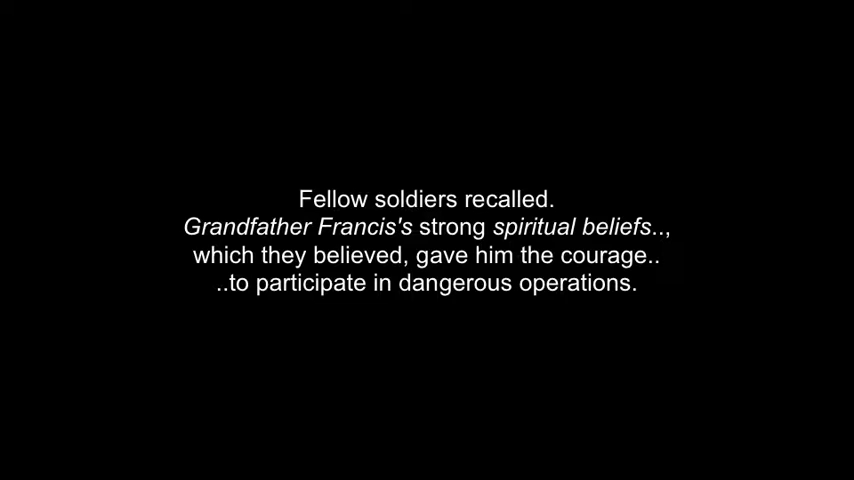 Fellow soldiers recalled.
Grandfather Francis's strong spiritual beliefs..,
which they believed, gave him the courage..
..to participate in dangerous operations.